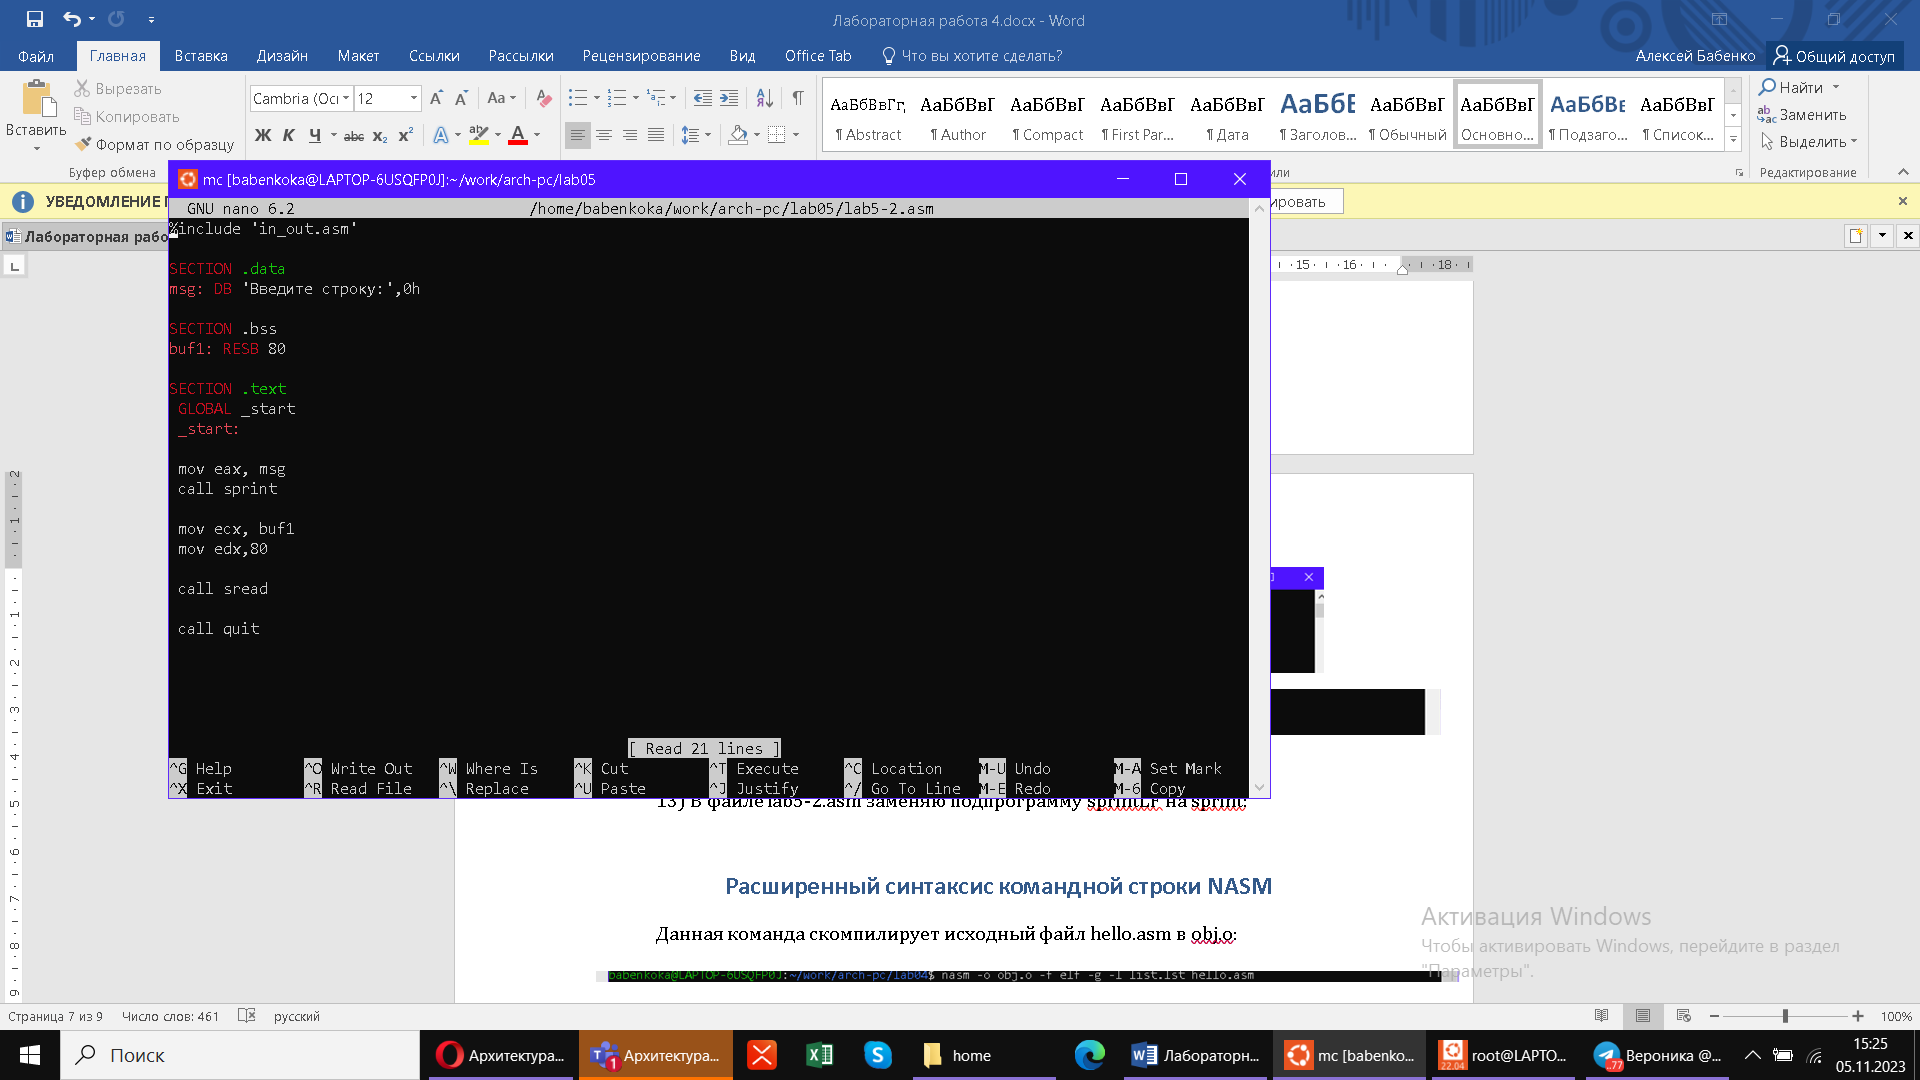 Лабораторная работа 4.docx - Word
Файл Главная Вставка Дизайн Макет Ссылки Рассылки Рецензирование Вид Office Tab Что вы хотите сделать? Алексей Бабенко Общий доступ
Вставить
Вырезать
Копировать
Формат по образцу
Буфер обмена
Cambria (Ос 12
Aa
Ж К Ч abc x₂ x²
АаБбВвГг, АаБбВвГ АаБбВвГ АаБбВвГ АаБбВвГ АаБбЕ АаБбВвГ АаБбВвГ АаБбВв АаБбВвГ
¶ Abstract ¶ Author ¶ Compact ¶ First Par... ¶ Дата ¶ Заголов... ¶ Обычный Основно... ¶ Подзаго... ¶ Список...
Найти
Заменить
Выделить
Редактирование
УВЕДОМЛЕНИЕ
Лабораторная рабо
mc [babenkoka@LAPTOP-6USQFP0J]:~/work/arch-pc/lab05
GNU nano 6.2 /home/babenkoka/work/arch-pc/lab05/lab5-2.asm
%include 'in_out.asm'
SECTION .data
msg: DB 'Введите строку:',0h
SECTION .bss
buf1: RESB 80
SECTION .text
GLOBAL _start
_start:
mov eax, msg
call sprint
mov ecx, buf1
mov edx,80
call sread
call quit
[ Read 21 lines ]
^G Help ^O Write Out ^W Where Is ^K Cut ^T Execute ^C Location M-U Undo M-A Set Mark
^X Exit ^R Read File ^\ Replace ^U Paste ^J Justify ^/ Go To Line M-E Redo M-6 Copy
13) В файле lab5-2.asm заменяю подпрограмму sprintLF на sprint:
Расширенный синтаксис командной строки NASM
Данная команда скомпилирует исходный файл hello.asm в obj.o:
babenkoka@LAPTOP-6USQFP0J:~/work/arch-pc/lab04$ nasm -o obj.o -f elf -g -l list.lst hello.asm
Активация Windows
Чтобы активировать Windows, перейдите в раздел
"Параметры".
Страница 7 из 9 Число слов: 461 русский 100%
Поиск
Архитектура...
Архитектура...
home
Лабораторн...
mc [babenko...
root@LAPTO...
Вероника @...
15:25
05.11.2023